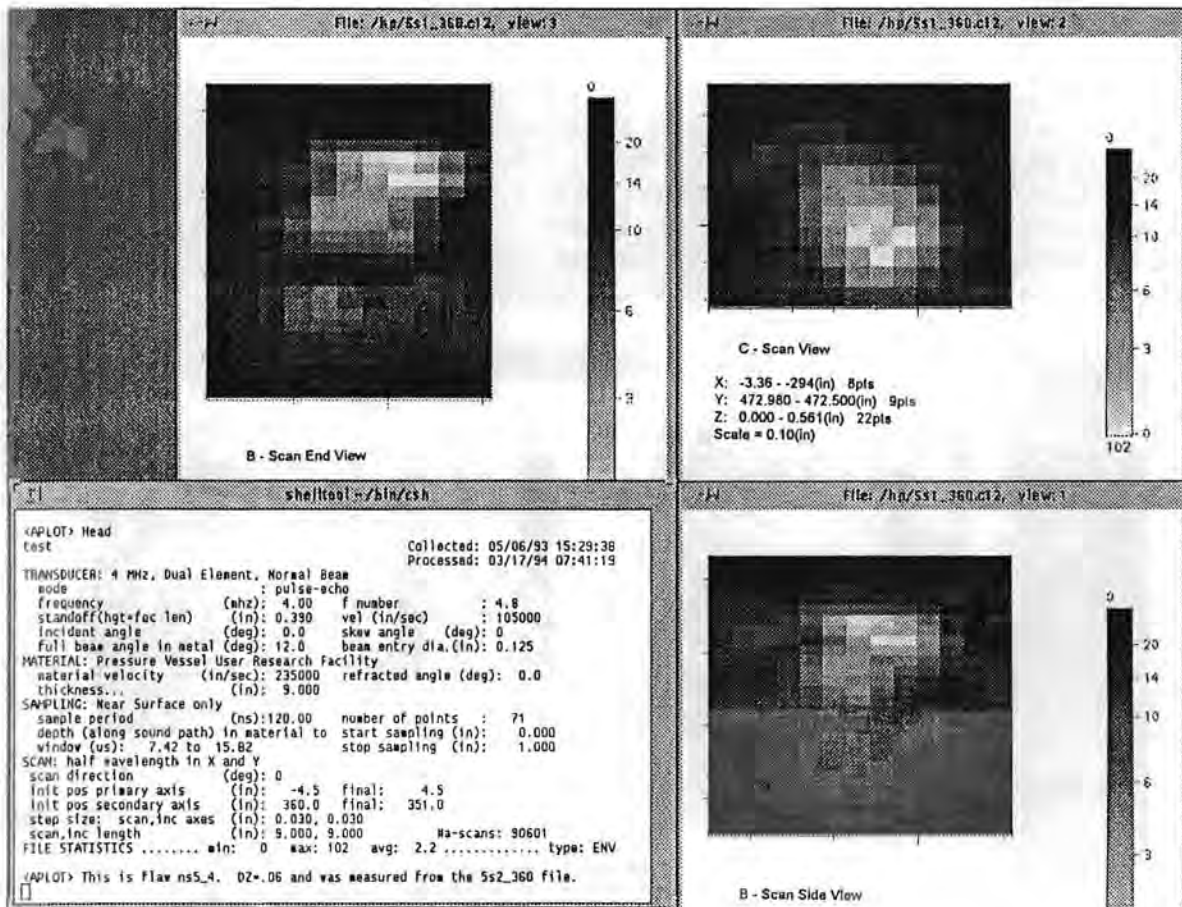 File: /hp/5s1_360.c12, view:3
0
20
14
10
6
3
B - Scan End View
File: /hp/5s1_360.c12, view:2
0
20
14
10
6
3
0
102
C - Scan View
X: -3.36 - -294(in) 8pts
Y: 472.980 - 472.500(in) 9pts
Z: 0.000 - 0.561(in) 22pts
Scale = 0.10(in)
shelltool - /bin/csh
<APLOT> Head
test Collected: 05/06/93 15:29:38
Processed: 03/17/94 07:41:19
TRANSDUCER: 4 MHz, Dual Element, Normal Beam
mode : pulse-echo
frequency (mhz): 4.00 f number : 4.8
standoff(hgt+foc len) (in): 0.390 vel (in/sec) : 105000
incident angle (deg): 0.0 skew angle (deg): 0
full beam angle in metal (deg): 12.0 beam entry dia.(in): 0.125
MATERIAL: Pressure Vessel User Research Facility
material velocity (in/sec): 235000 refracted angle (deg): 0.0
thickness... (in): 9.000
SAMPLING: Near Surface only
sample period (ns):120.00 number of points : 71
depth (along sound path) in material to start sampling (in): 0.000
window (us): 7.42 to 15.82 stop sampling (in): 1.000
SCAN: half wavelength in X and Y
scan direction (deg): 0
init pos primary axis (in): -4.5 final: 4.5
init pos secondary axis (in): 360.0 final: 351.0
step size: scan,inc axes (in): 0.030, 0.030
scan,inc length (in): 9.000, 9.000 #a-scans: 90601
FILE STATISTICS ........ min: 0 max: 102 avg: 2.2 ............. type: ENV
<APLOT> This is flaw ns5_4. DZ=.06 and was measured from the 5s2_360 file.
File: /hp/5s1_360.c12, view:1
0
20
14
10
6
3
B - Scan Side View